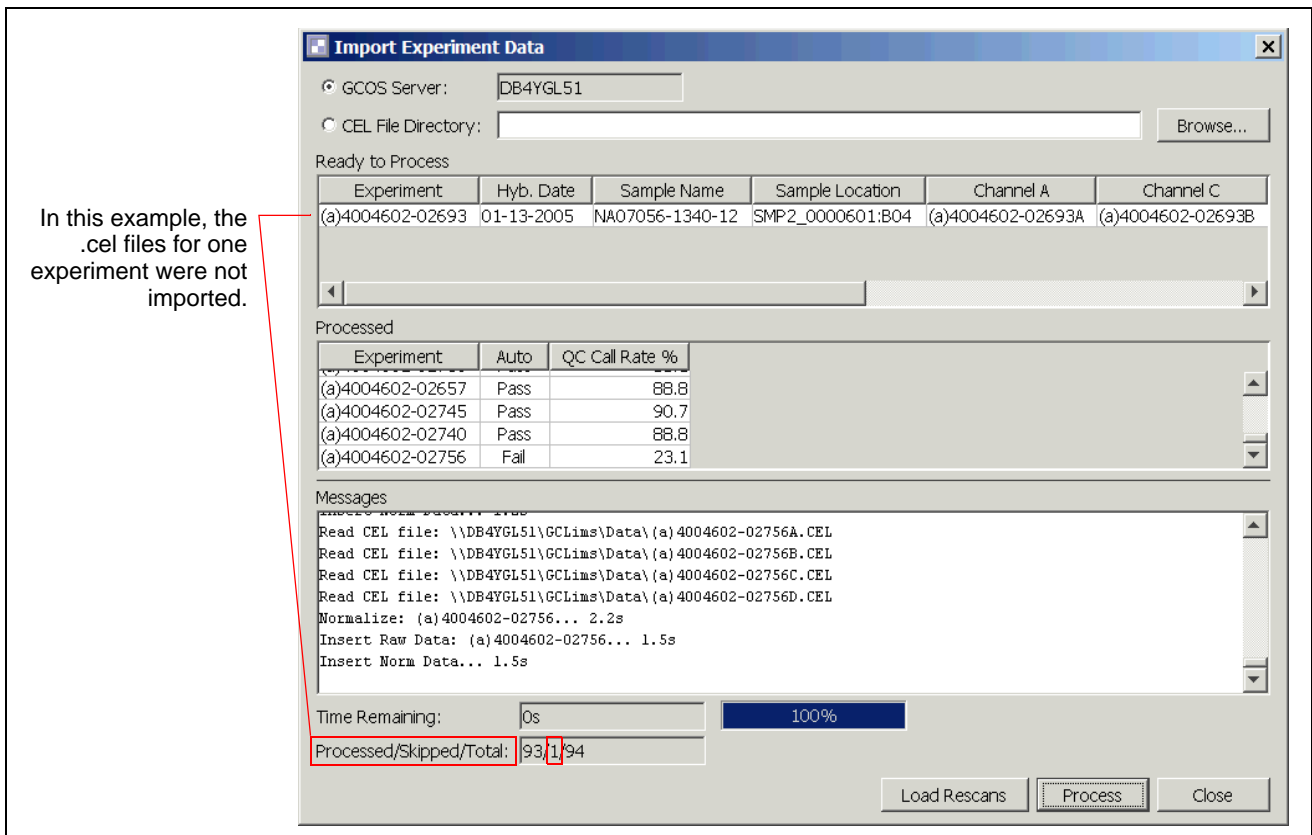 Import Experiment Data
GCOS Server: DB4YGL51
CEL File Directory: Browse...
Ready to Process
Experiment Hyb. Date Sample Name Sample Location Channel A Channel C
(a)4004602-02693 01-13-2005 NA07056-1340-12 SMP2_0000601:B04 (a)4004602-02693A (a)4004602-02693B
In this example, the
.cel files for one
experiment were not
imported.
Processed
Experiment Auto QC Call Rate %
(a)4004602-02657 Pass 88.8
(a)4004602-02745 Pass 90.7
(a)4004602-02740 Pass 88.8
(a)4004602-02756 Fail 23.1
Messages
Read CEL file: \\DB4YGL51\GCLims\Data\(a)4004602-02756A.CEL
Read CEL file: \\DB4YGL51\GCLims\Data\(a)4004602-02756B.CEL
Read CEL file: \\DB4YGL51\GCLims\Data\(a)4004602-02756C.CEL
Read CEL file: \\DB4YGL51\GCLims\Data\(a)4004602-02756D.CEL
Normalize: (a)4004602-02756... 2.2s
Insert Raw Data: (a)4004602-02756... 1.5s
Insert Norm Data... 1.5s
Time Remaining: 0s 100%
Processed/Skipped/Total: 93/1/94
Load Rescans Process Close